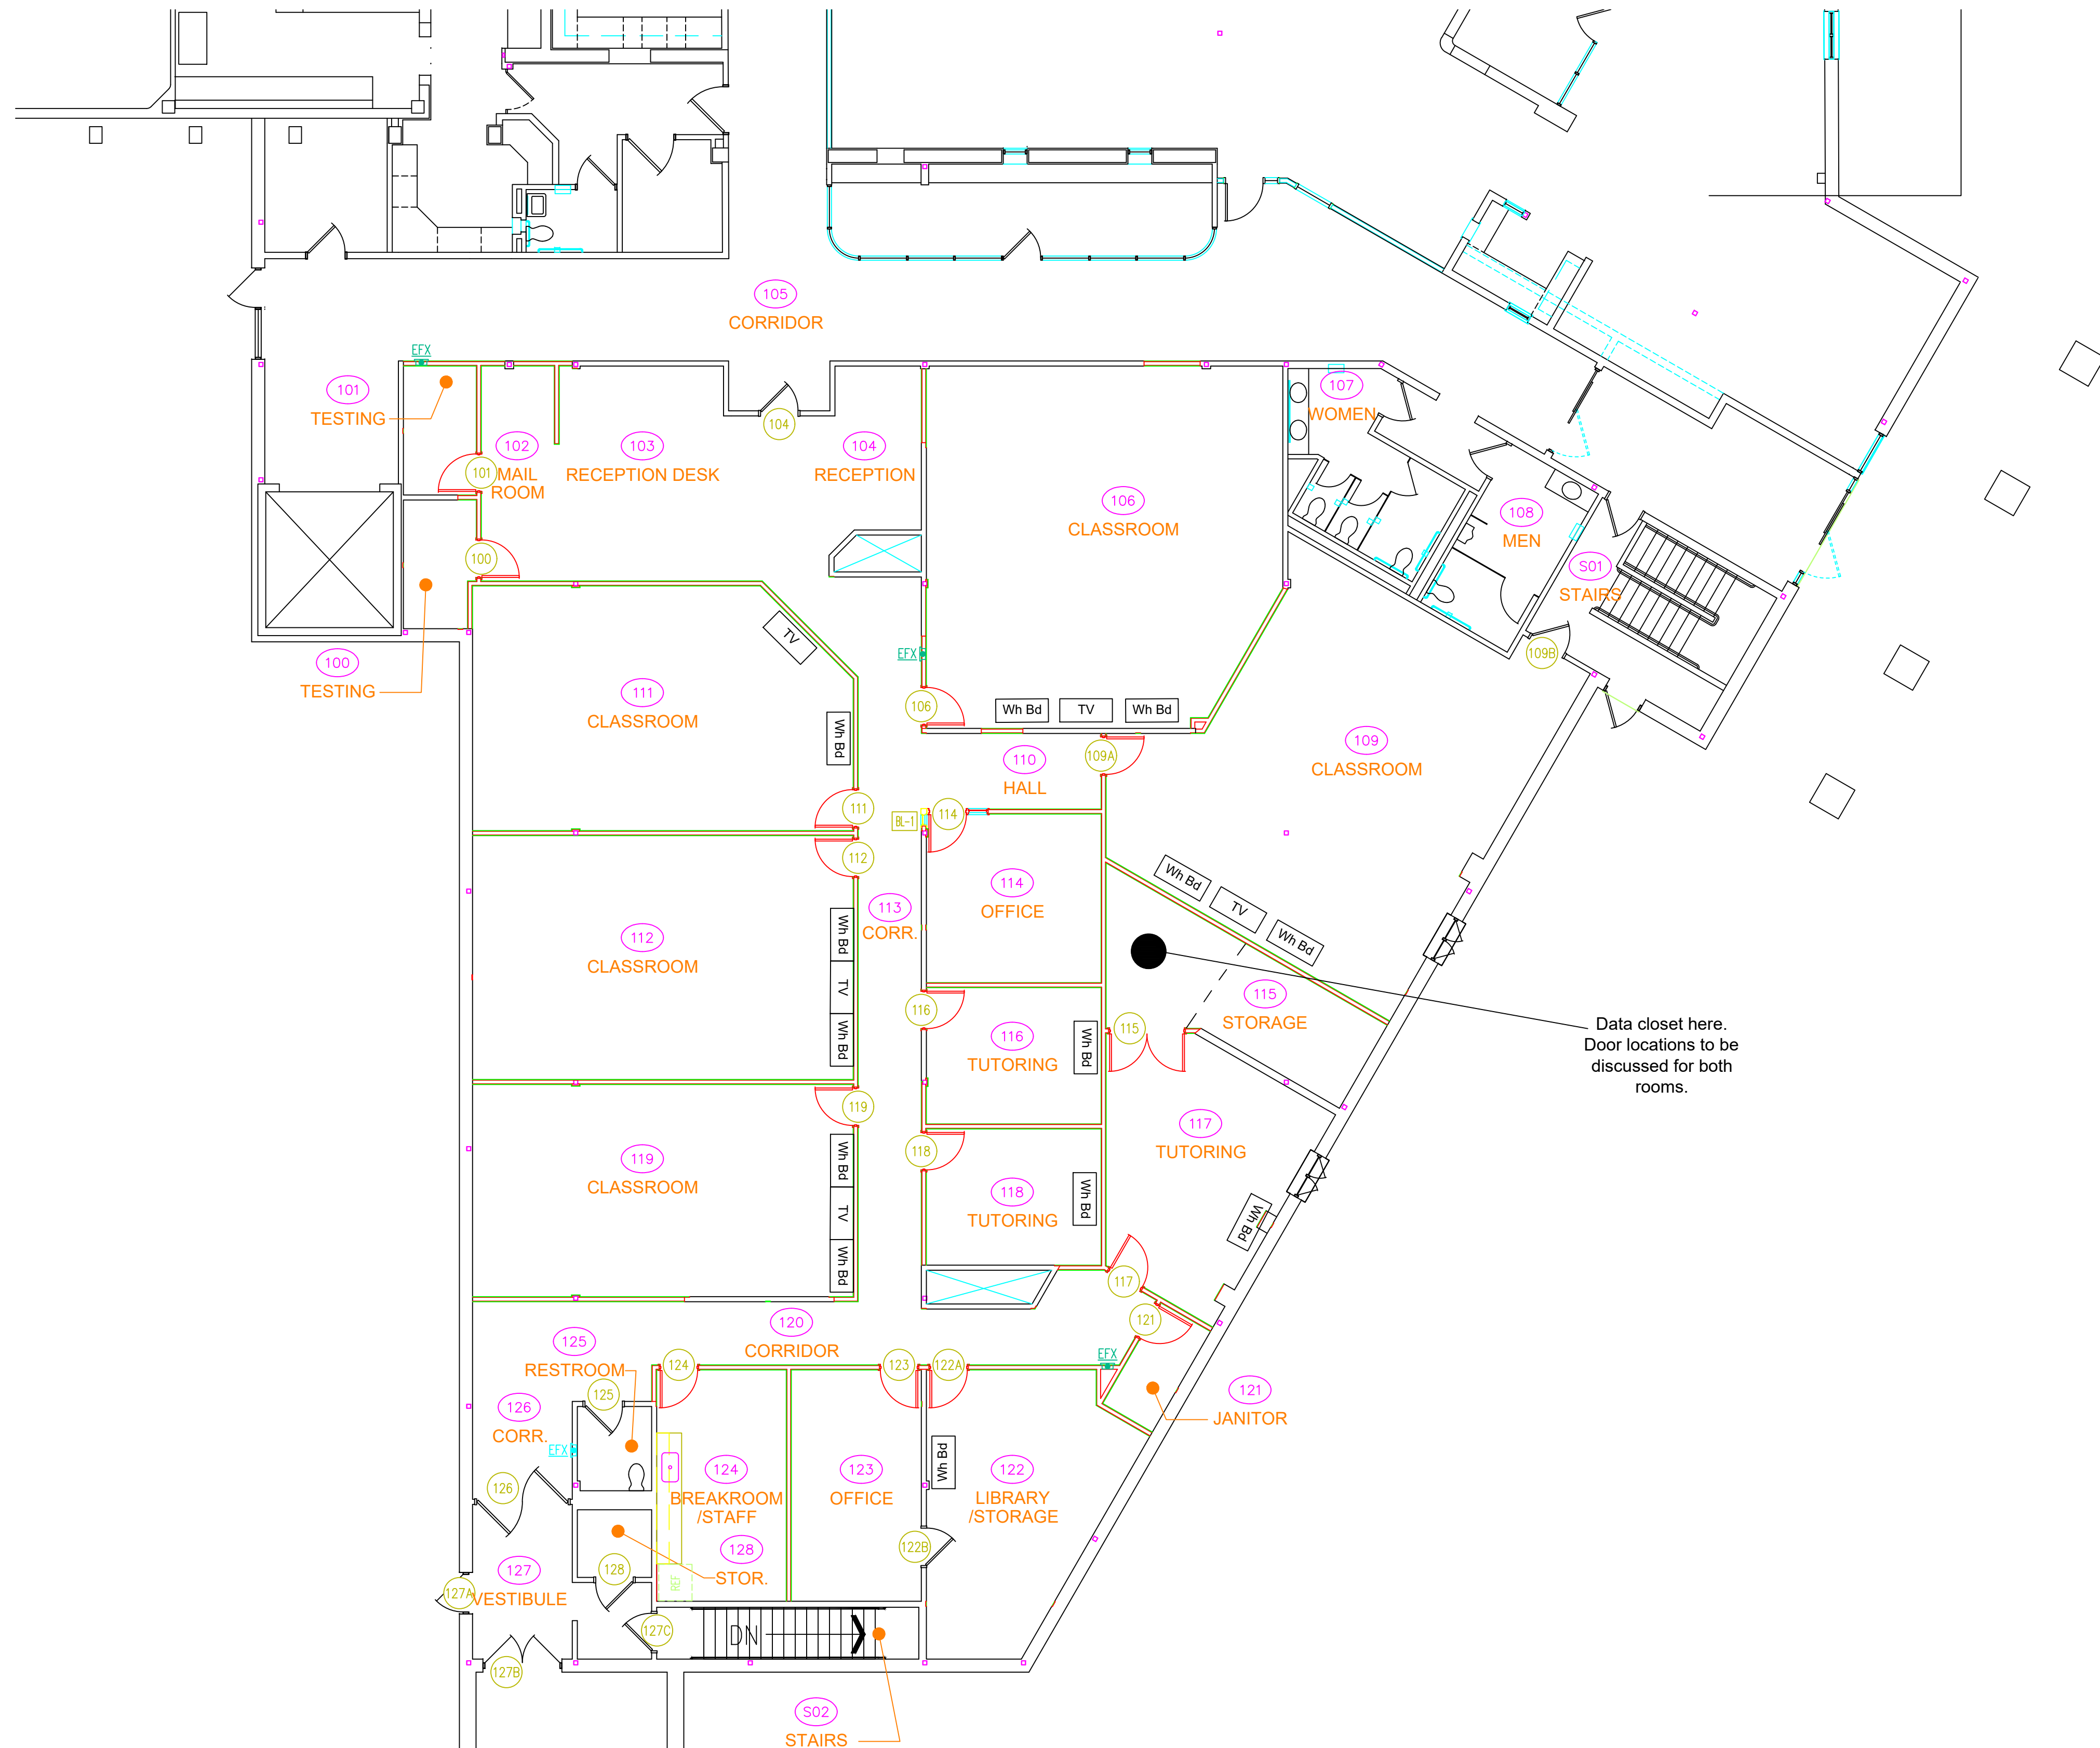 105
CORRIDOR
EFX
101
TESTING
102
MAIL
ROOM
101
103
RECEPTION DESK
104
104
RECEPTION
106
CLASSROOM
107
WOMEN
108
MEN
S01
STAIRS
109B
100
100
TESTING
111
CLASSROOM
TV
Wh Bd
EFX
106
Wh Bd
TV
Wh Bd
110
HALL
109A
109
CLASSROOM
111
BL-1
114
112
112
CLASSROOM
Wh Bd
TV
Wh Bd
113
CORR.
114
OFFICE
Wh Bd
TV
Wh Bd
115
STORAGE
Data closet here.
Door locations to be
discussed for both
rooms.
116
116
TUTORING
Wh Bd
115
119
119
CLASSROOM
Wh Bd
TV
Wh Bd
118
118
TUTORING
Wh Bd
117
TUTORING
Wh Bd
117
121
120
CORRIDOR
125
RESTROOM
125
124
123
122A
EFX
121
JANITOR
126
CORR.
EFX
126
124
BREAKROOM
/STAFF
123
OFFICE
Wh Bd
122
LIBRARY
/STORAGE
122B
128
STOR.
128
REF
127
VESTIBULE
127A
127B
127C
DN
S02
STAIRS